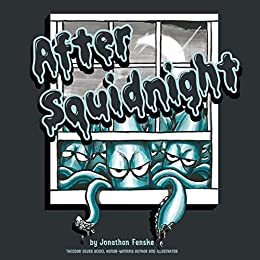 After
Squidnight
by Jonathan Fenske
THEODOR SEUSS GEISEL HONOR-WINNING AUTHOR AND ILLUSTRATOR